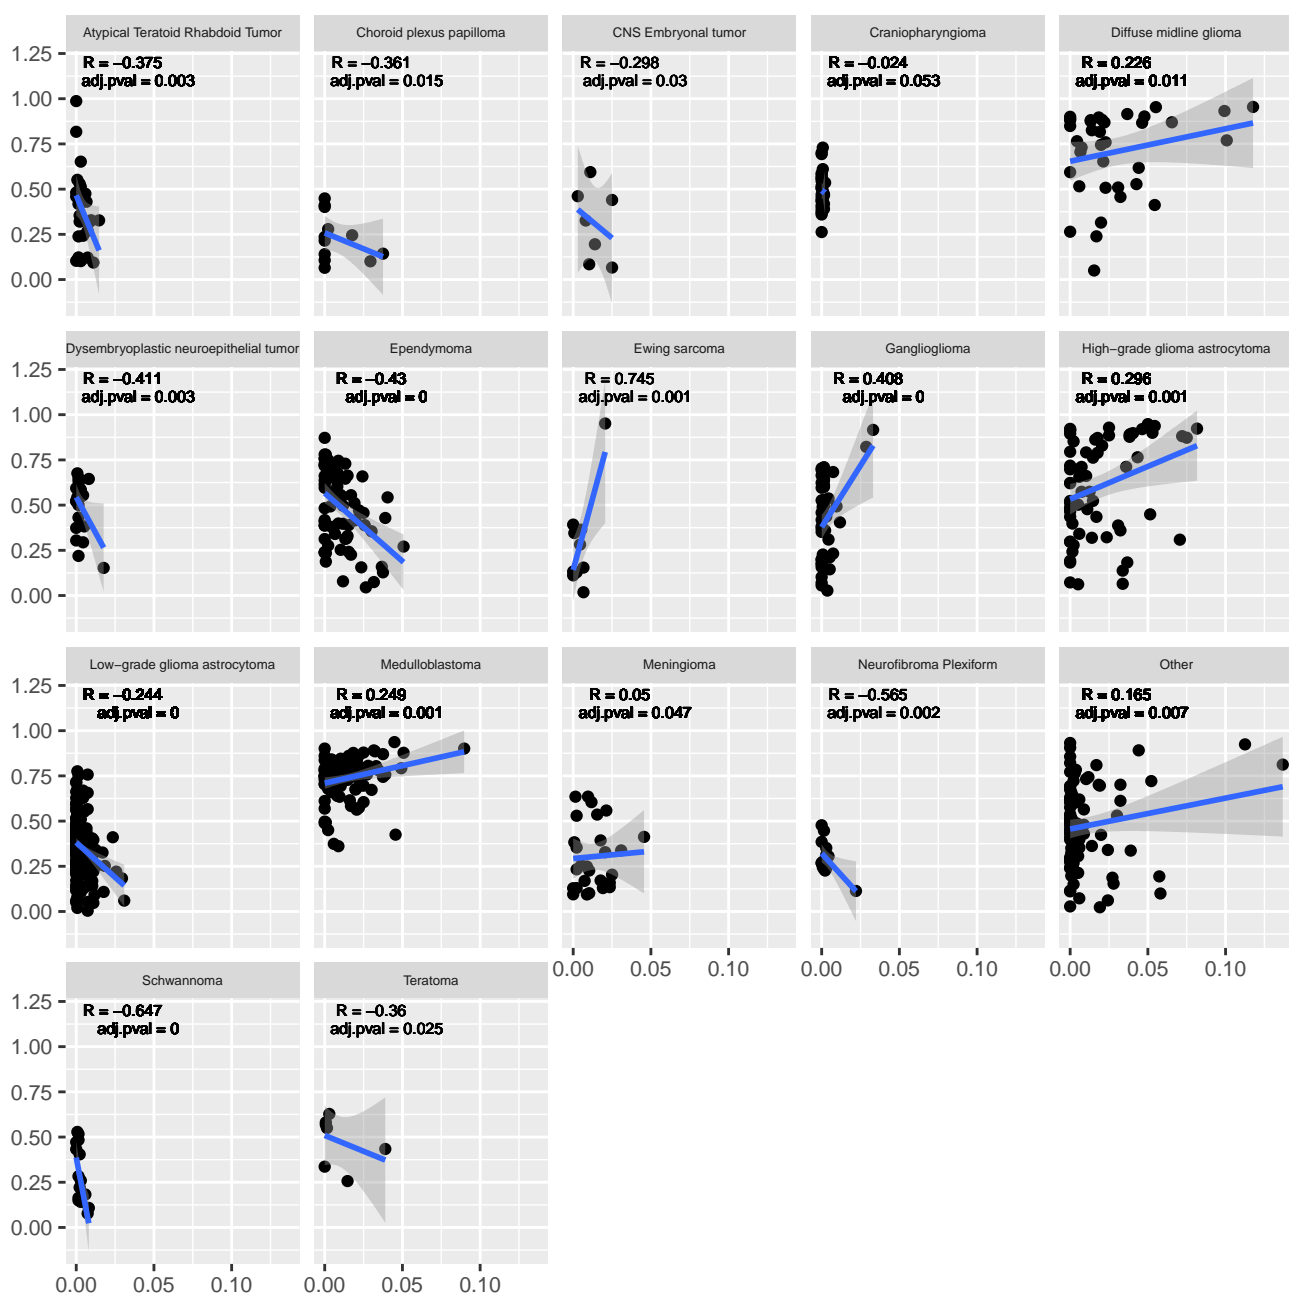 Atypical Teratoid Rhabdoid Tumor
Choroid plexus papilloma
CNS Embryonal tumor
Craniopharyngioma
Diffuse midline glioma
R = −0.375
adj.pval = 0.003
R = −0.361
adj.pval = 0.015
R = −0.298
adj.pval = 0.03
R = −0.024
adj.pval = 0.053
R = 0.226
adj.pval = 0.011
1.25
1.00
0.75
0.50
0.25
0.00
Dysembryoplastic neuroepithelial tumor
Ependymoma
Ewing sarcoma
Ganglioglioma
High−grade glioma astrocytoma
R = −0.411
adj.pval = 0.003
R = −0.43
adj.pval = 0
R = 0.745
adj.pval = 0.001
R = 0.408
adj.pval = 0
R = 0.296
adj.pval = 0.001
1.25
1.00
0.75
0.50
0.25
0.00
Low−grade glioma astrocytoma
Medulloblastoma
Meningioma
Neurofibroma Plexiform
Other
R = −0.244
adj.pval = 0
R = 0.249
adj.pval = 0.001
R = 0.05
adj.pval = 0.047
R = −0.565
adj.pval = 0.002
R = 0.165
adj.pval = 0.007
1.25
1.00
0.75
0.50
0.25
0.00
0.00 0.05 0.10
0.00 0.05 0.10
0.00 0.05 0.10
Schwannoma
Teratoma
R = −0.647
adj.pval = 0
R = −0.36
adj.pval = 0.025
1.25
1.00
0.75
0.50
0.25
0.00
0.00 0.05 0.10
0.00 0.05 0.10